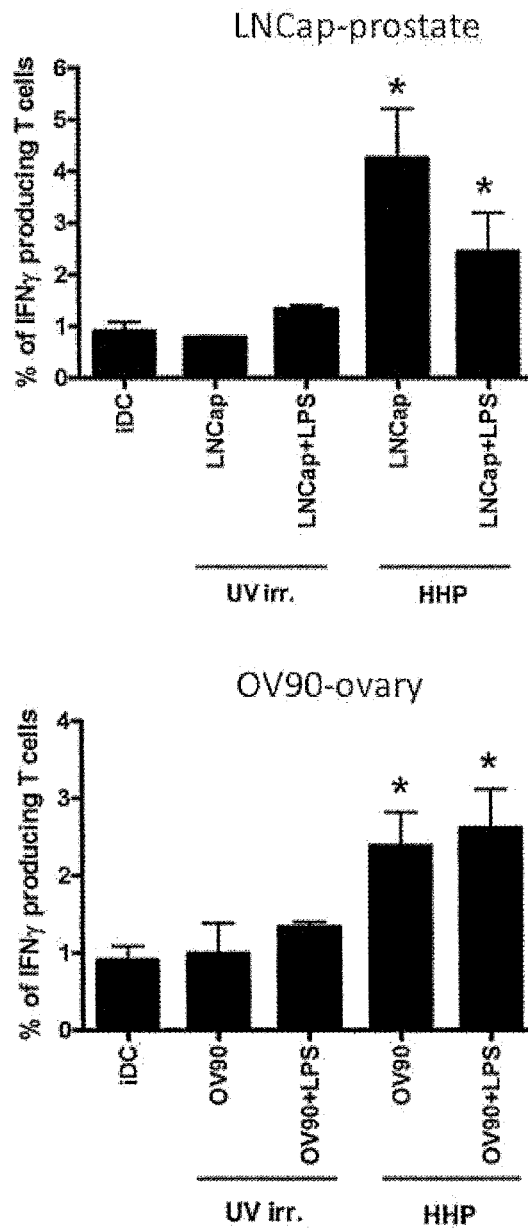 LNCap-prostate
% of IFNγ producing T cells
6
5
4
3
2
1
0
*
*
iDC
LNCap
LNCap+LPS
LNCap
LNCap+LPS
UV irr.
HHP
OV90-ovary
% of IFNγ producing T cells
4
3
2
1
0
*
*
iDC
OV90
OV90+LPS
OV90
OV90+LPS
UV irr.
HHP